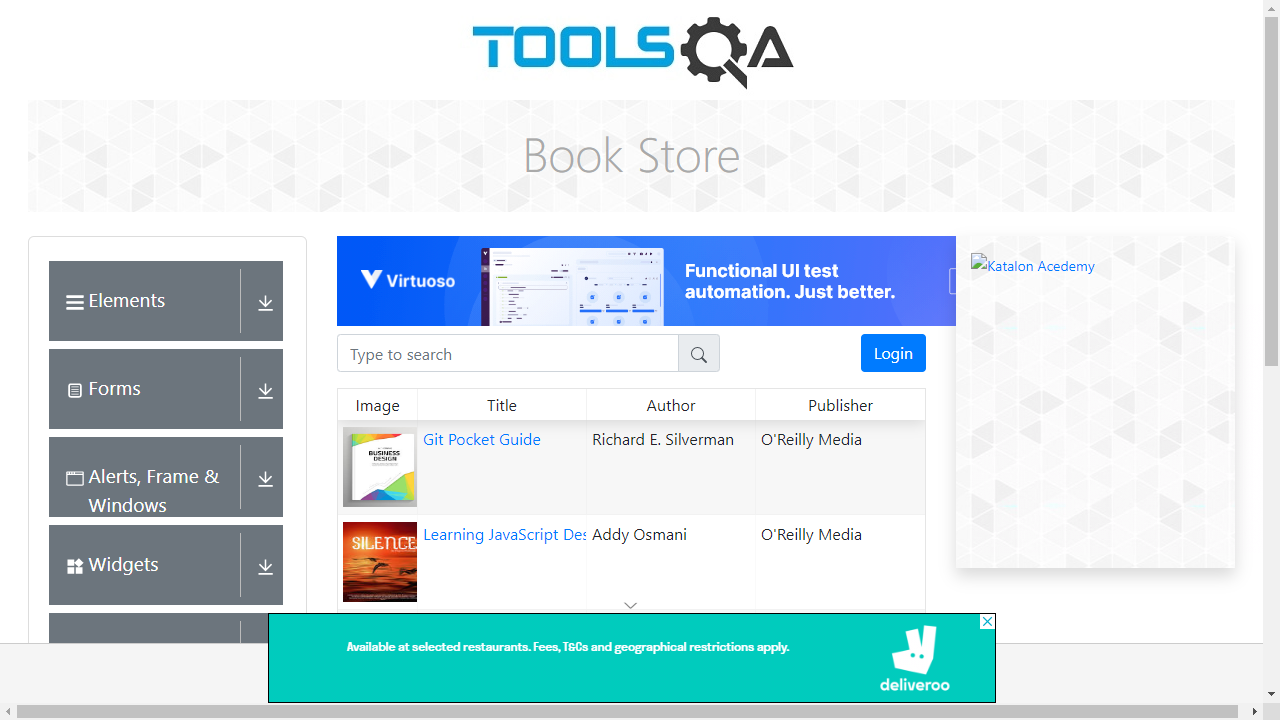 TOOLSQA
Book Store
Elements
Forms
Alerts, Frame &
Windows
Widgets
Virtuoso
Functional UI test
automation. Just better.
Katalon Acedemy
Type to search
Login
Image Title Author Publisher
BUSINESS
DESIGN
Git Pocket Guide Richard E. Silverman O'Reilly Media
SILENCE
Learning JavaScript Des Addy Osmani O'Reilly Media
Available at selected restaurants. Fees, T&Cs and geographical restrictions apply.
deliveroo